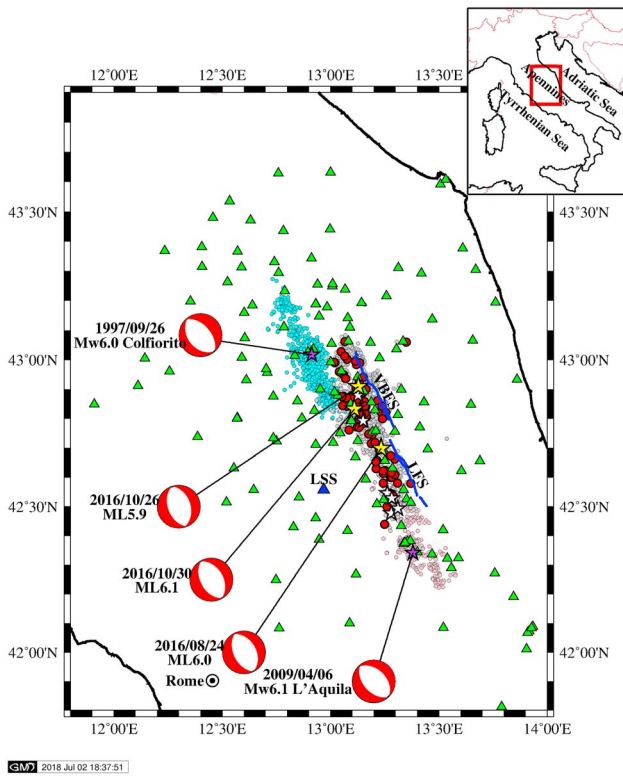 Adriatic Sea
Apennines
Tyrrhenian Sea
12°00'E 12°30'E 13°00'E 13°30'E
43°30'N 43°30'N
1997/09/26
Mw6.0 Colfiorito
43°00'N 43°00'N
VBFS
LFS
LSS
42°30'N 42°30'N
2016/10/26
ML5.9
2016/10/30
ML6.1
2016/08/24
ML6.0
2009/04/06
Mw6.1 L'Aquila
Rome
42°00'N 42°00'N
12°00'E 12°30'E 13°00'E 13°30'E 14°00'E
GMT 2018 Jul 02 18:37:51